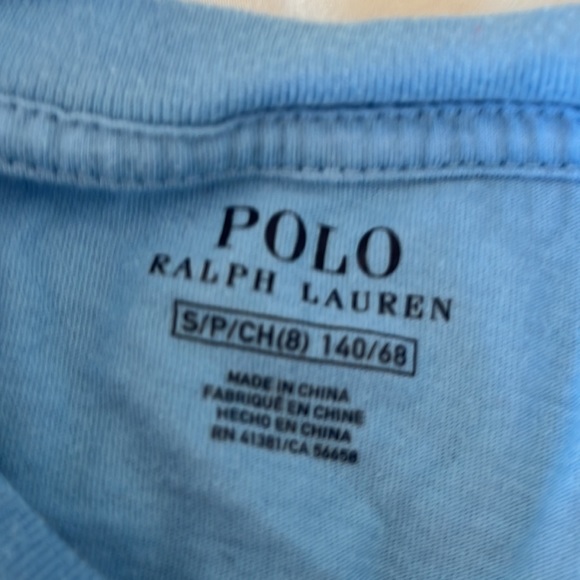 POLO
RALPH LAUREN
S/P/CH(8) 140/68
MADE IN CHINA
FABRIQUÉ EN CHINE
HECHO EN CHINA
RN 41381/CA 56658